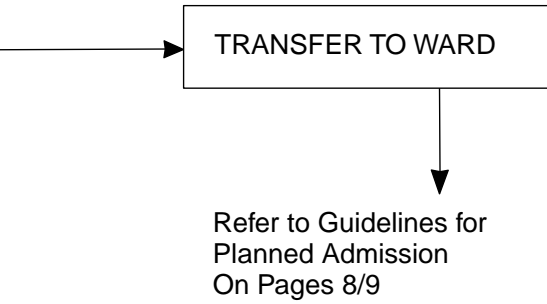 TRANSFER TO WARD
Refer to Guidelines for
Planned Admission
On Pages 8/9